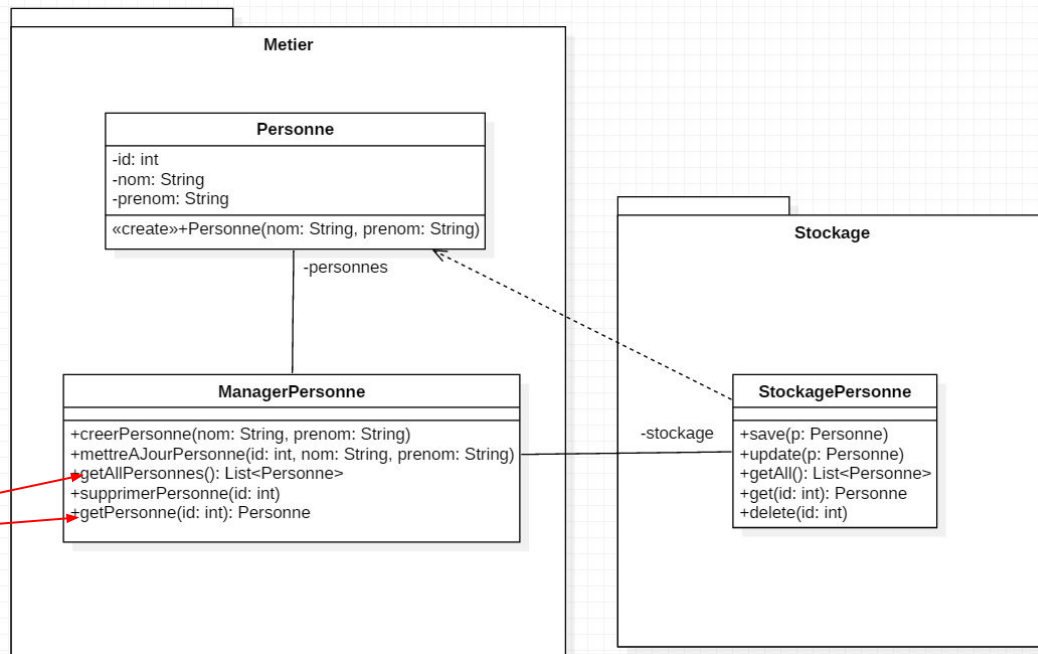 Metier
Personne
-id: int
-nom: String
-prenom: String
«create»+Personne(nom: String, prenom: String)
-personnes
ManagerPersonne
+creerPersonne(nom: String, prenom: String)
+mettreAJourPersonne(id: int, nom: String, prenom: String)
+getAllPersonnes(): List<Personne>
+supprimerPersonne(id: int)
+getPersonne(id: int): Personne
-stockage
Stockage
StockagePersonne
+save(p: Personne)
+update(p: Personne)
+getAll(): List<Personne>
+get(id: int): Personne
+delete(id: int)